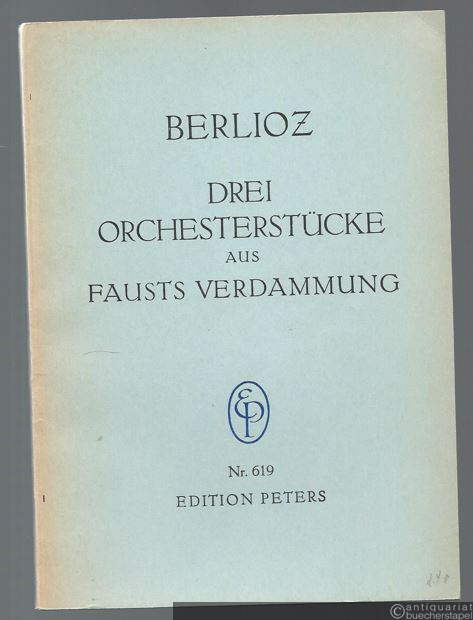 BERLIOZ
DREI
ORCHESTERSTÜCKE
AUS
FAUSTS VERDAMMUNG
EP
Nr. 619
EDITION PETERS
antiquariat
buecherstapel